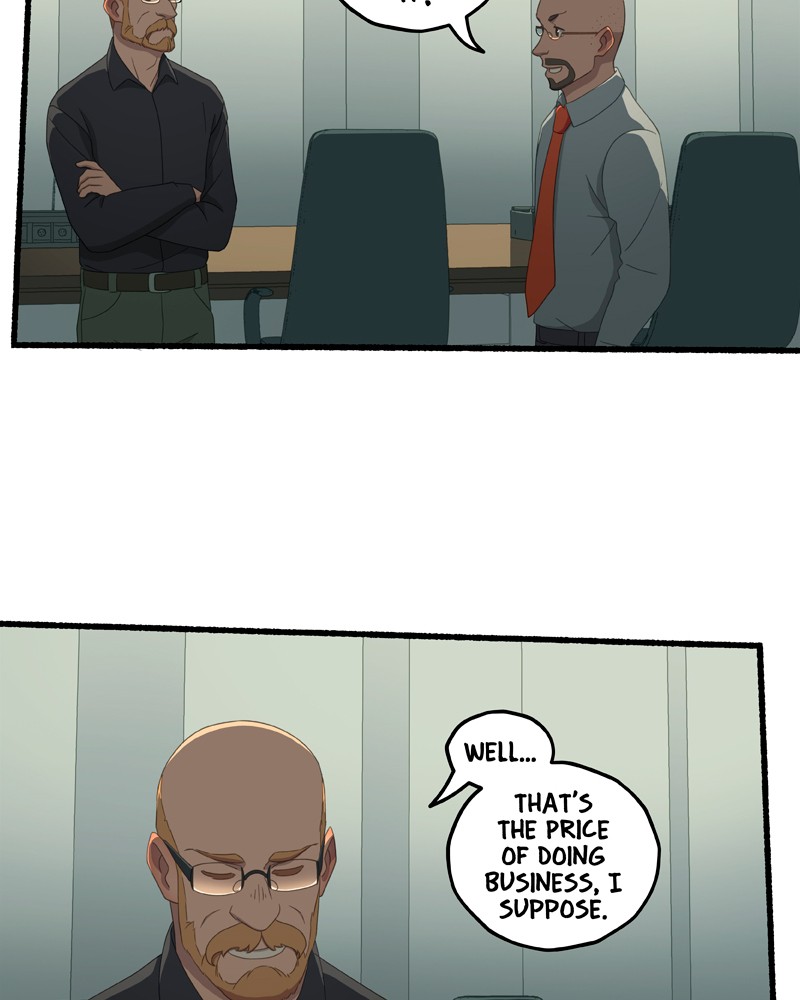 WELL...
THAT'S
THE PRICE
OF DOING
BUSINESS, I
SUPPOSE.